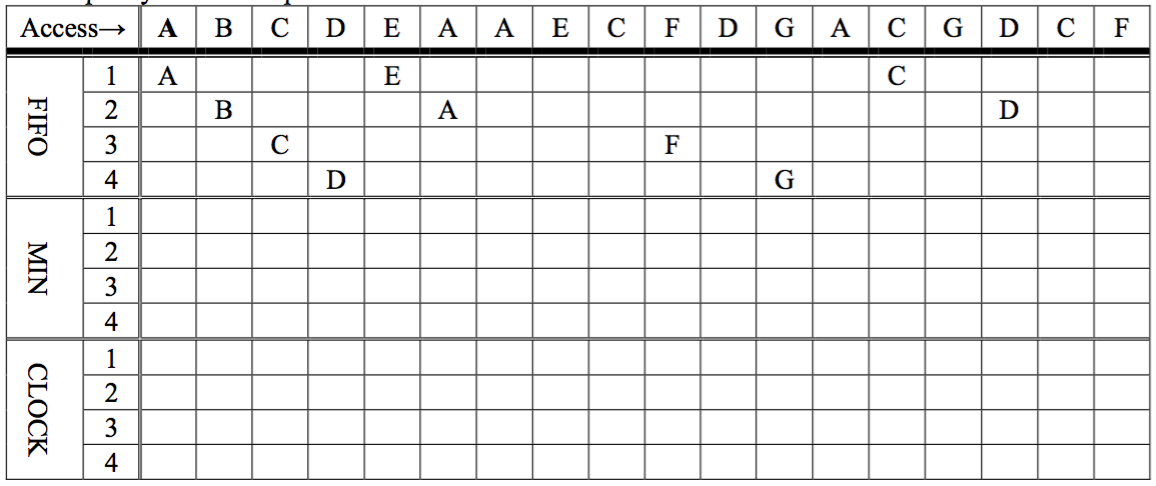 Access→ A B C D E A A E C F D G A C G D C F
FIFO
1 A E C
2 B A D
3 C F
4 D G
MIN
1
2
3
4
CLOCK
1
2
3
4